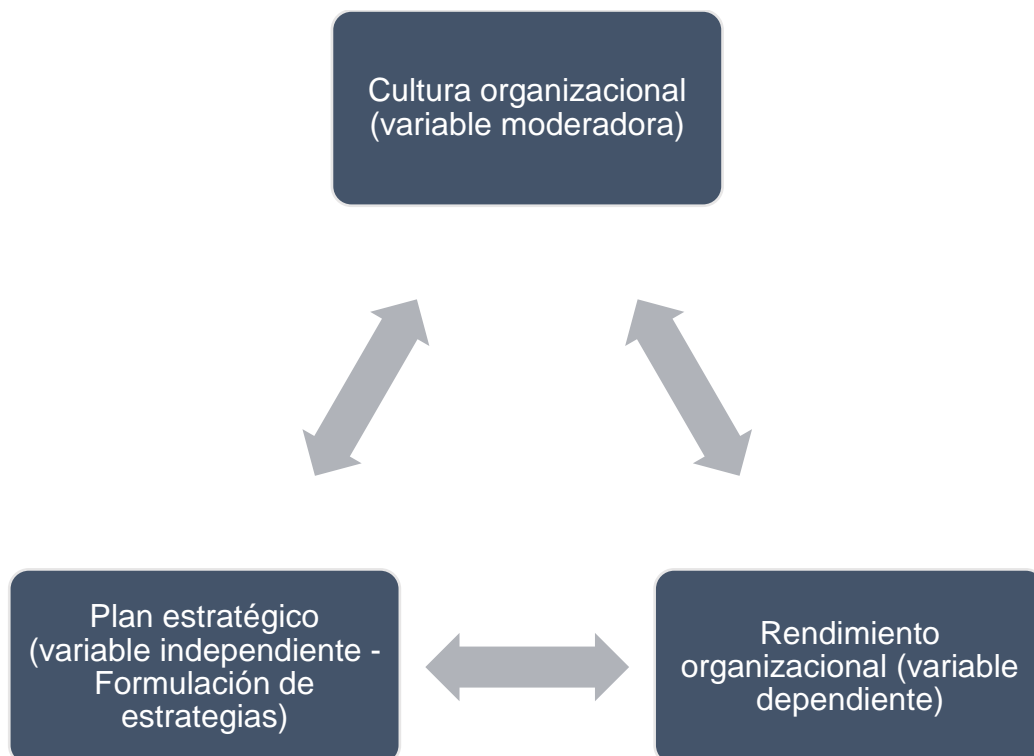 Cultura organizacional
(variable moderadora)
Plan estratégico
(variable independiente -
Formulación de
estrategias)
Rendimiento
organizacional (variable
dependiente)